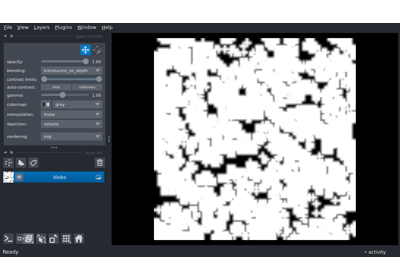 File View Layers Plugins Window Help
opacity: 1.00
blending: translucent_no_depth
contrast limits:
auto-contrast: once continuous
gamma: 1.00
colormap: gray
interpolation: linear
depiction: volume
rendering: mip
blobs
Ready activity